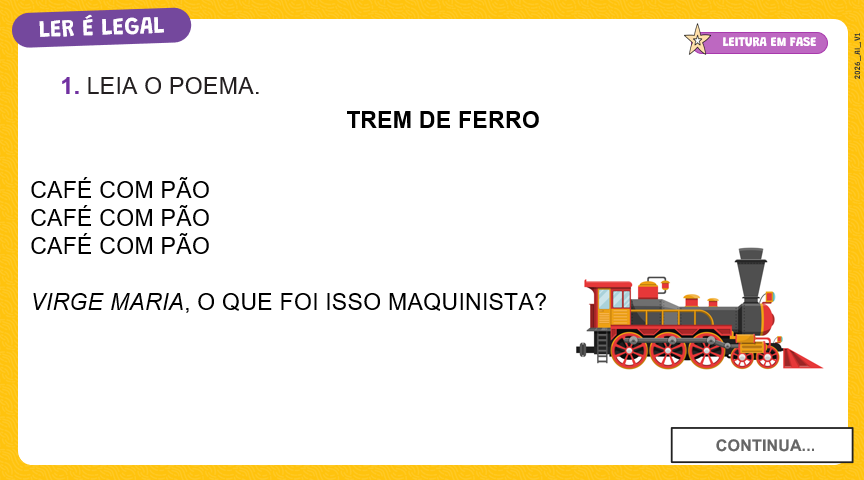 LER É LEGAL
LEITURA EM FASE
2026_AI_V1
1. LEIA O POEMA.
TREM DE FERRO
CAFÉ COM PÃO
CAFÉ COM PÃO
CAFÉ COM PÃO
VIRGE MARIA, O QUE FOI ISSO MAQUINISTA?
CONTINUA...